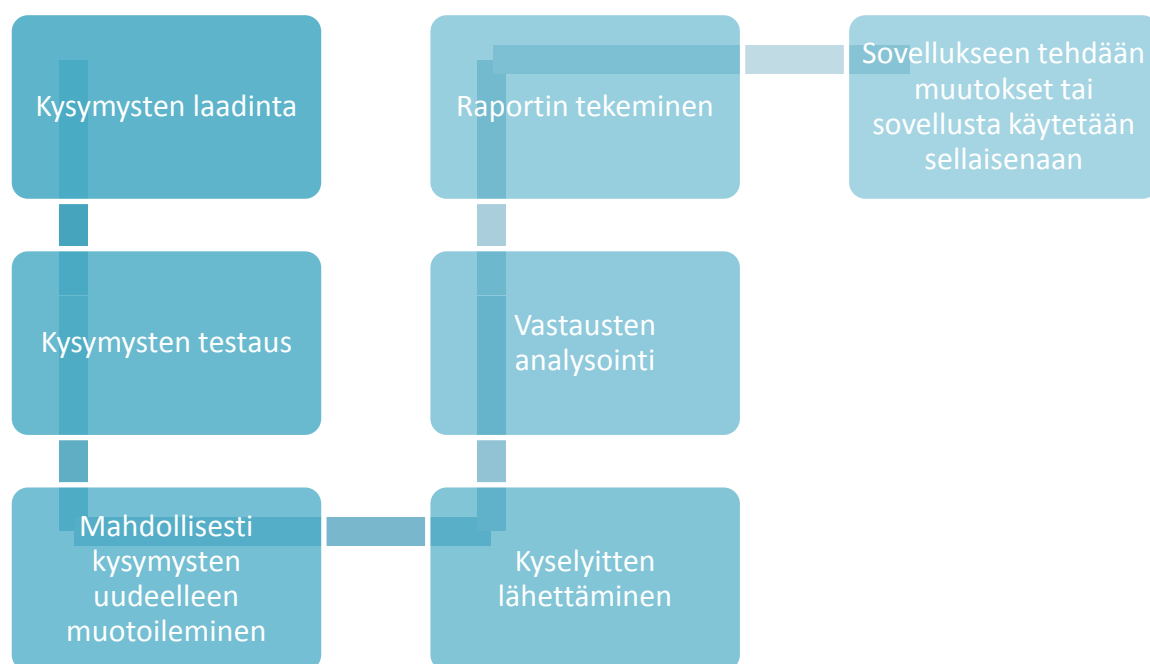 Kysymysten laadinta
Kysymysten testaus
Mahdollisesti
kysymysten
uudeelleen
muotoileminen
Kyselyitten
lähettäminen
Vastausten
analysointi
Raportin tekeminen
Sovellukseen tehdään
muutokset tai
sovellusta käytetään
sellaisenaan